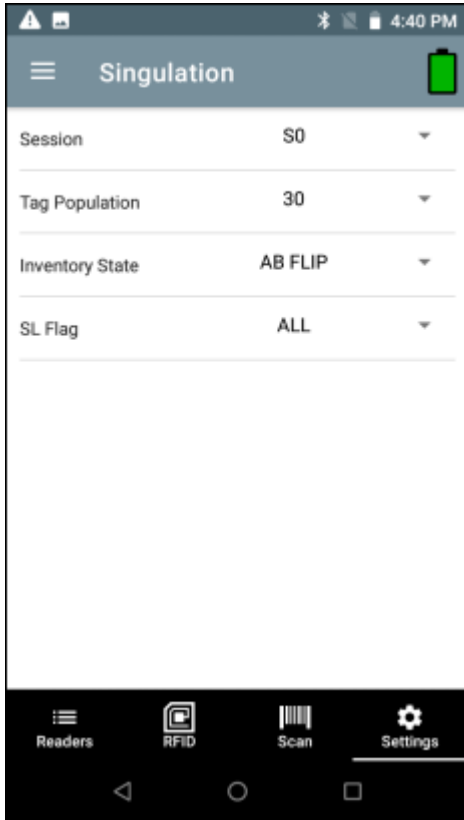 4:40 PM
Singulation
Session S0
Tag Population 30
Inventory State AB FLIP
SL Flag ALL
Readers RFID Scan Settings